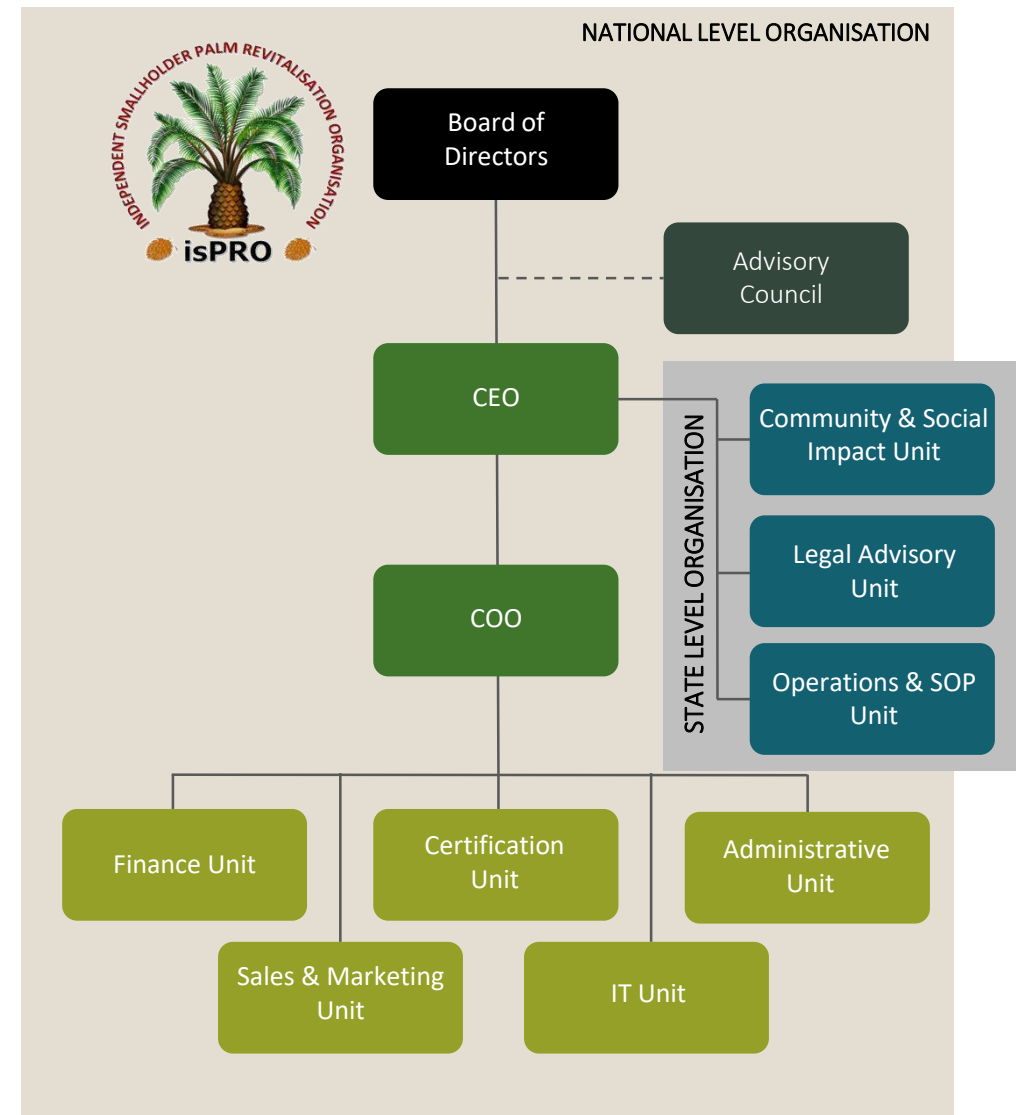 NATIONAL LEVEL ORGANISATION
INDEPENDENT SMALLHOLDER PALM REVITALISATION ORGANISATION
isPRO
Board of
Directors
Advisory
Council
CEO
STATE LEVEL ORGANISATION
Community & Social
Impact Unit
Legal Advisory
Unit
COO
Operations & SOP
Unit
Finance Unit
Certification
Unit
Administrative
Unit
Sales & Marketing
Unit
IT Unit